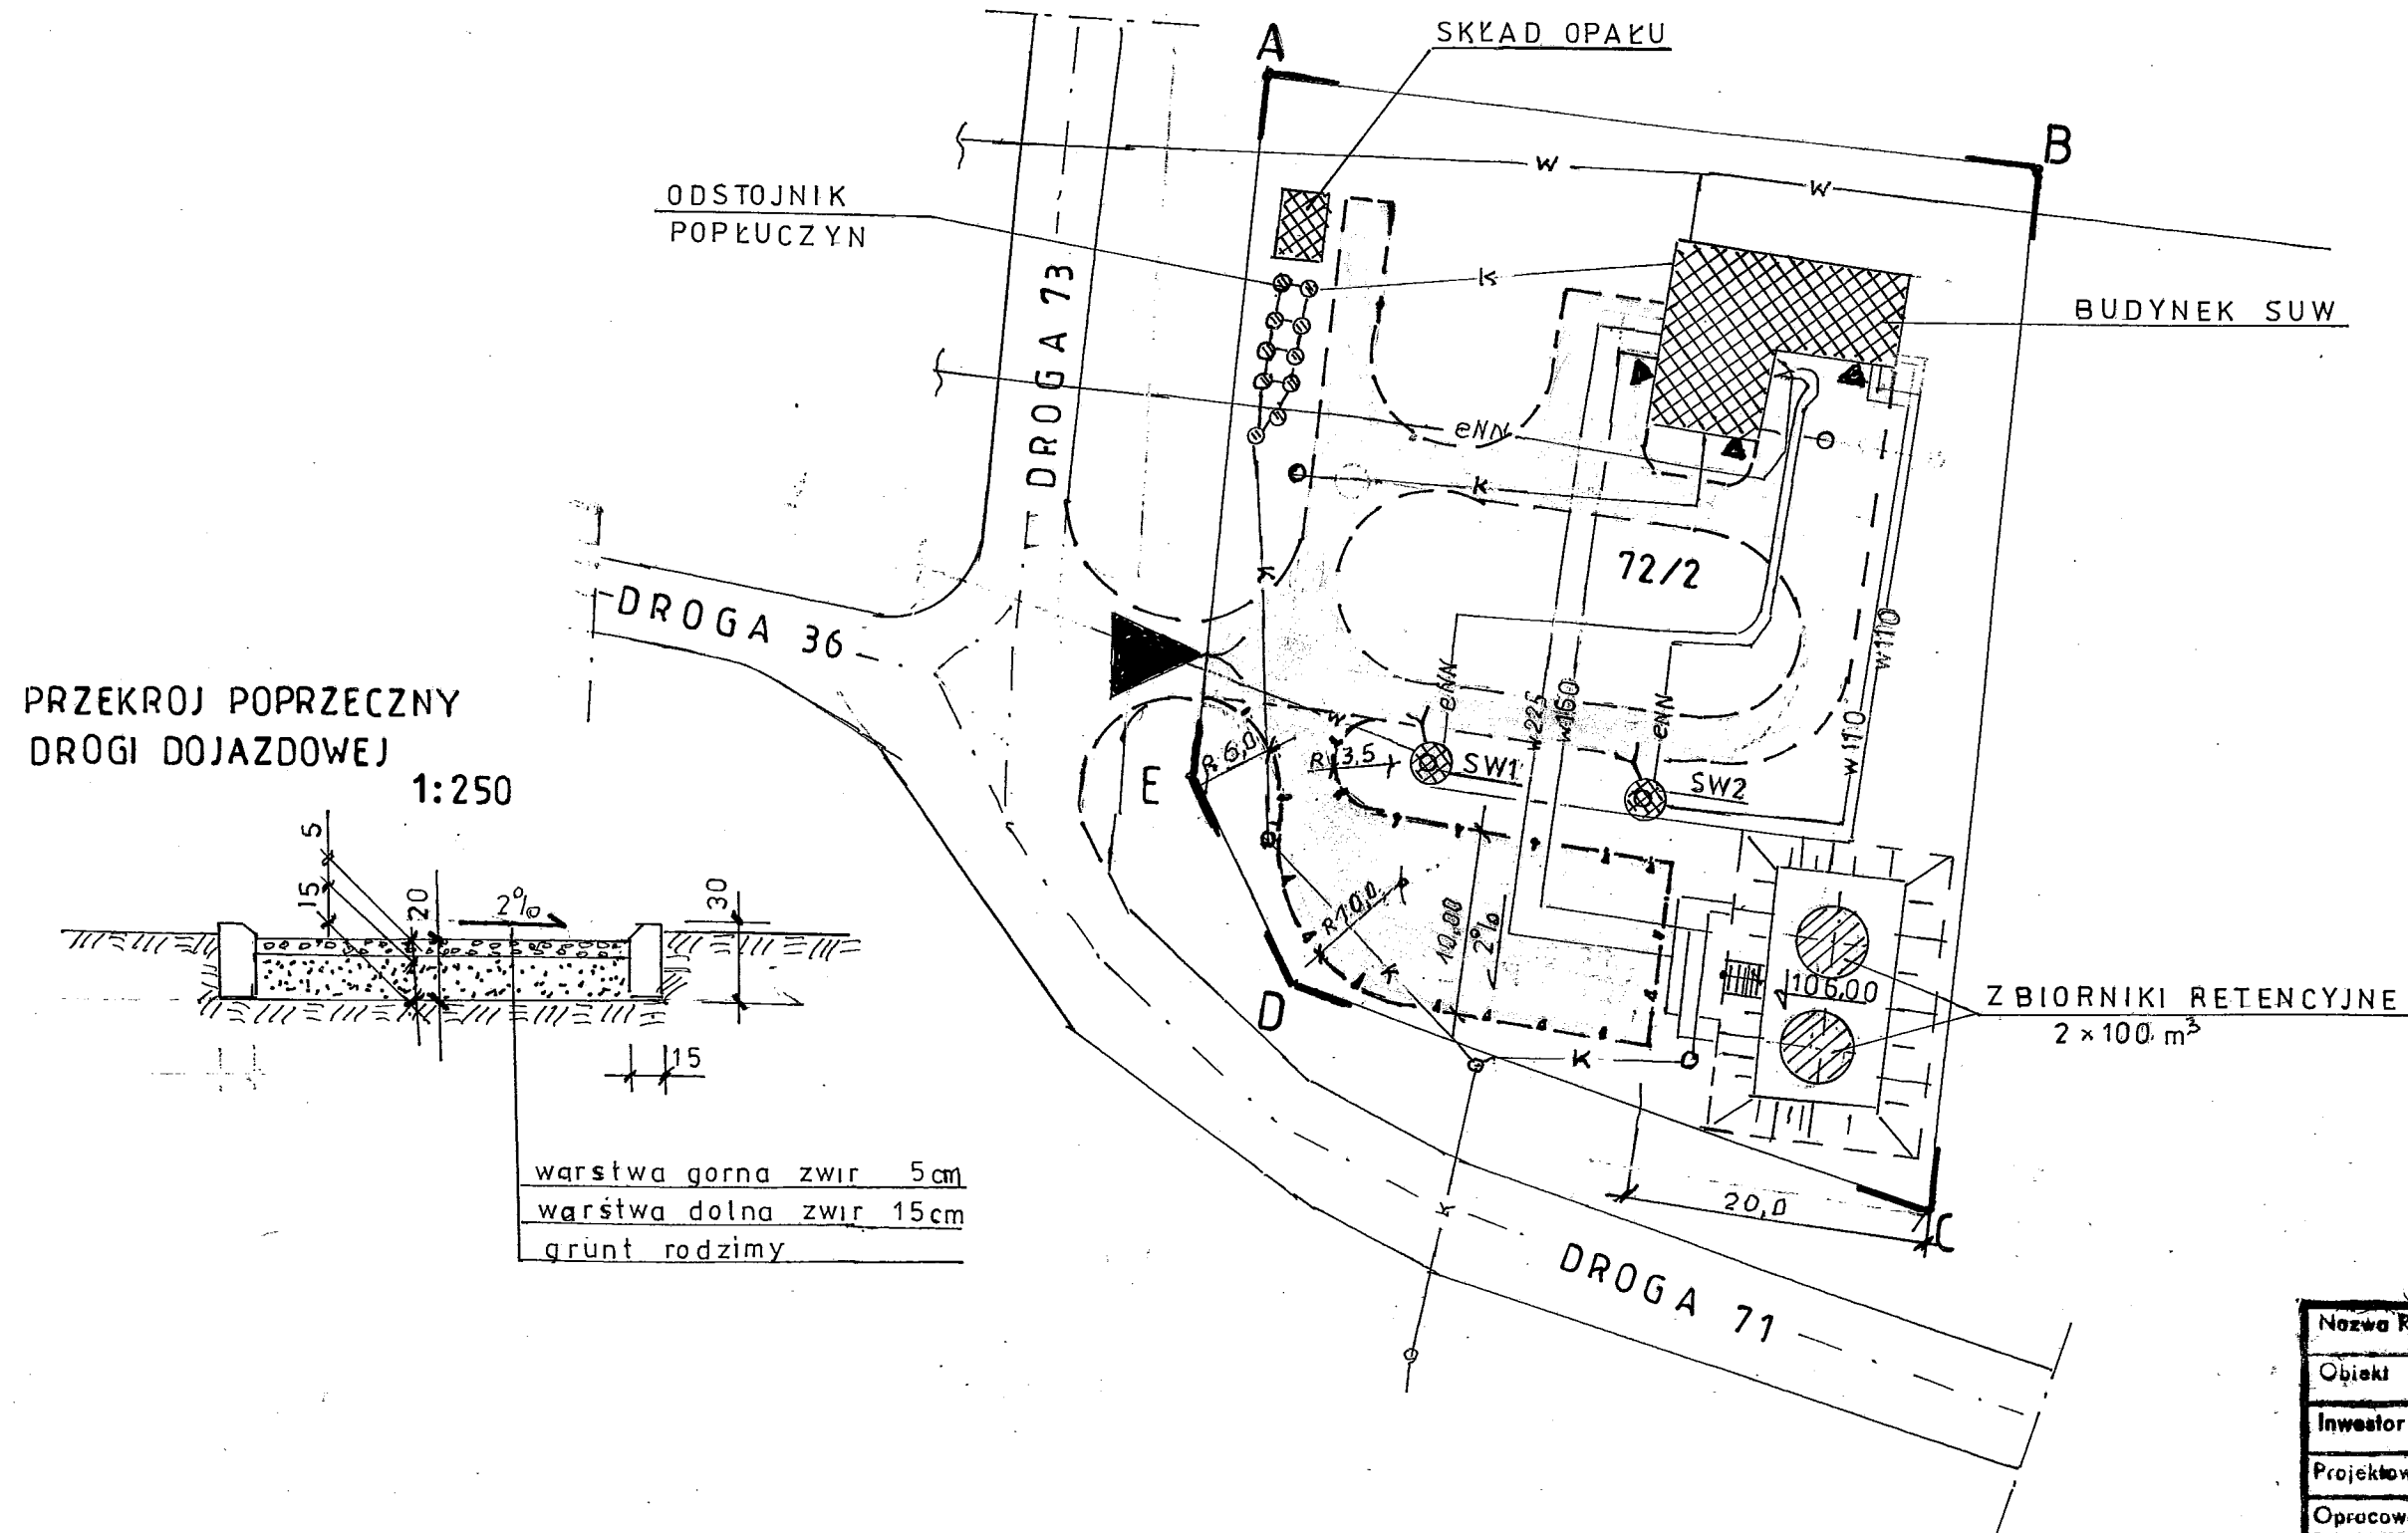 A
SKŁAD OPAŁU
B
W
W
ODSTOJNIK
POPŁUCZYN
K
BUDYNEK SUW
DROGA 73
eNN
K
72/2
K
DROGA 36
w110
eNN
w225
w160
eNN
w110
W
PRZEKROJ POPRZECZNY
DROGI DOJAZDOWEJ
1:250
R 6,0
R 3,5
SW1
SW2
E
5
15
20
2%
30
R10,0
10,00
2%
K
106,00
D
ZBIORNIKI RETENCYJNE
2 × 100 m³
K
15
warstwa gorna zwir 5cm
warstwa dolna zwir 15cm
grunt rodzimy
K
20,0
C
DROGA 71
Nazwa R
Obiekt
Inwestor
Projektow
Opracow